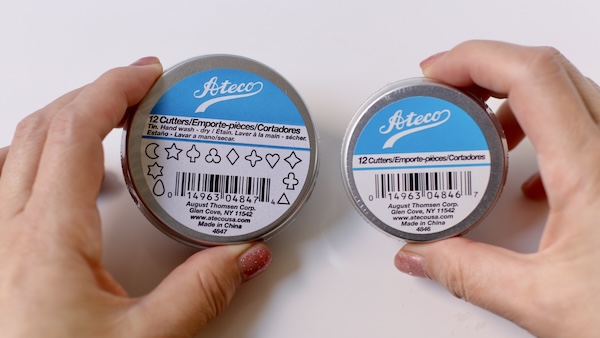 Ateco
12 Cutters/Emporte-pièces/Cortadores
Tin. Hand wash - dry / Étain. Laver à la main - sécher.
Estaño - Lavar a mano/secar.
0 14963 04847 4
August Thomsen Corp.
Glen Cove, NY 11542
www.atecousa.com
Made in China
4847
Ateco
12 Cutters/Emporte-pièces/Cortadores
0 14963 04846 7
August Thomsen Corp.
Glen Cove, NY 11542
www.atecousa.com
Made in China
4846